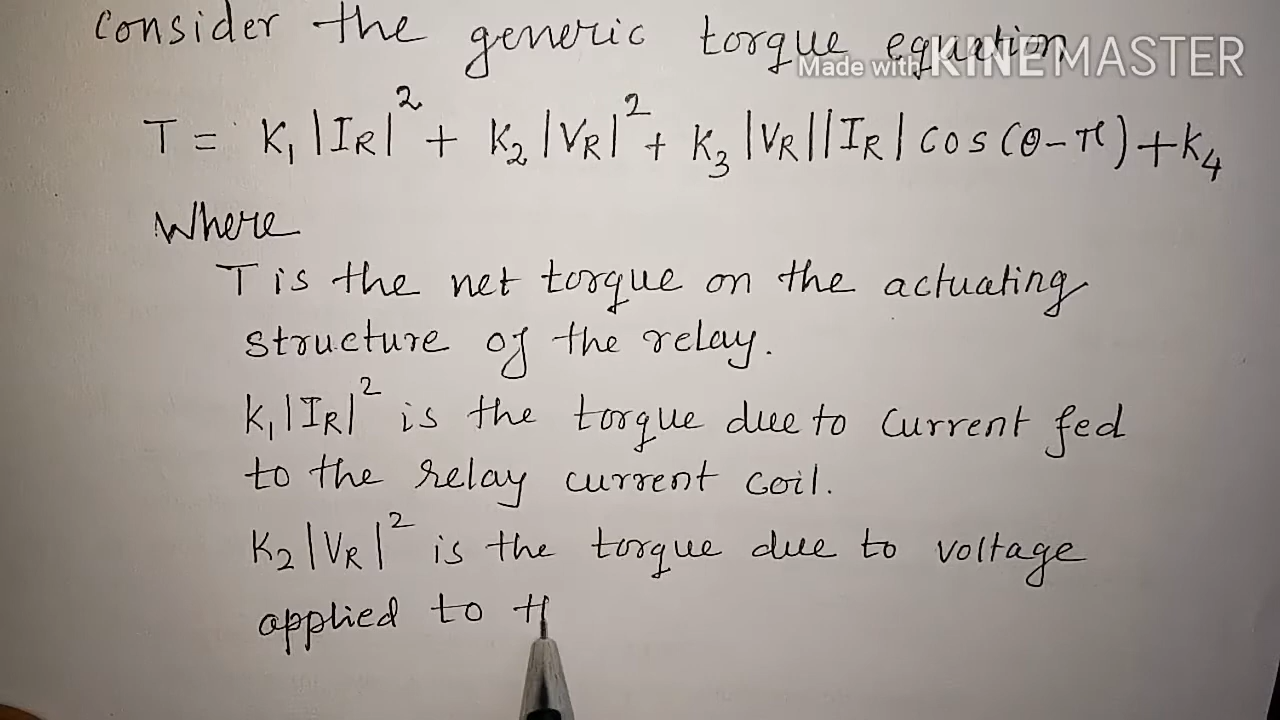 Consider the generic torque equation
Made with KINEMASTER
T = K₁ |IR|² + K₂ |VR|² + K₃ |VR||IR| cos(θ-π) + K₄
Where
T is the net torque on the actuating
structure of the relay.
K₁|IR|² is the torque due to current fed
to the relay current coil.
K₂|VR|² is the torque due to voltage
applied to